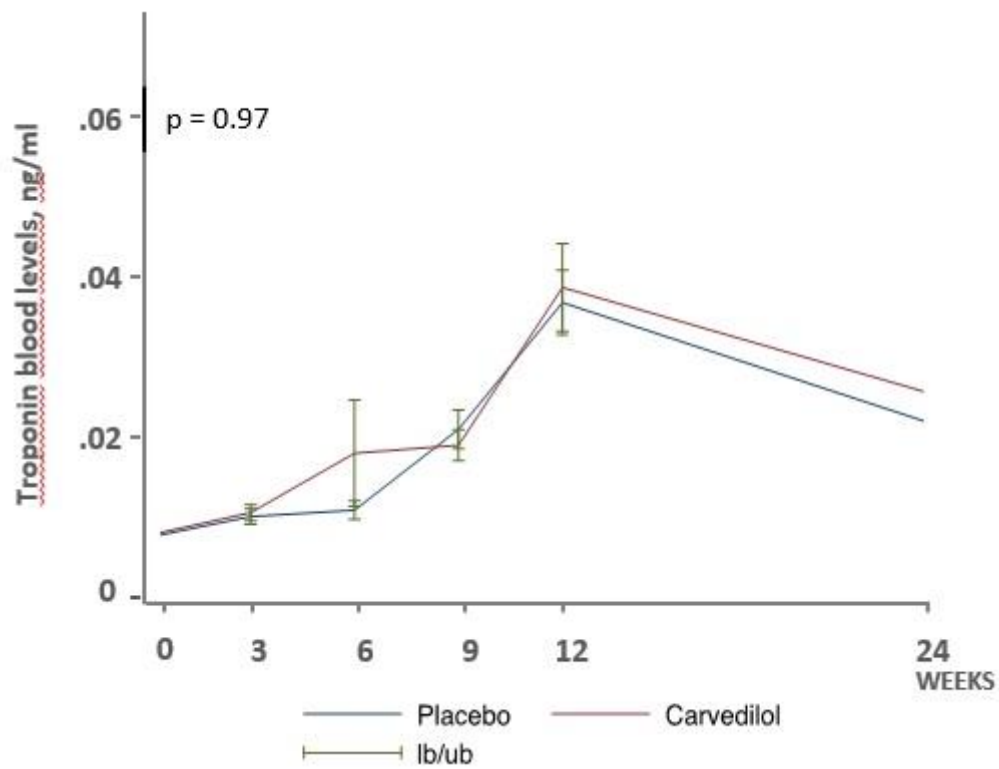 Troponin blood levels, ng/ml
.06
p = 0.97
.04
.02
0
0 3 6 9 12 24
WEEKS
Placebo Carvedilol
lb/ub